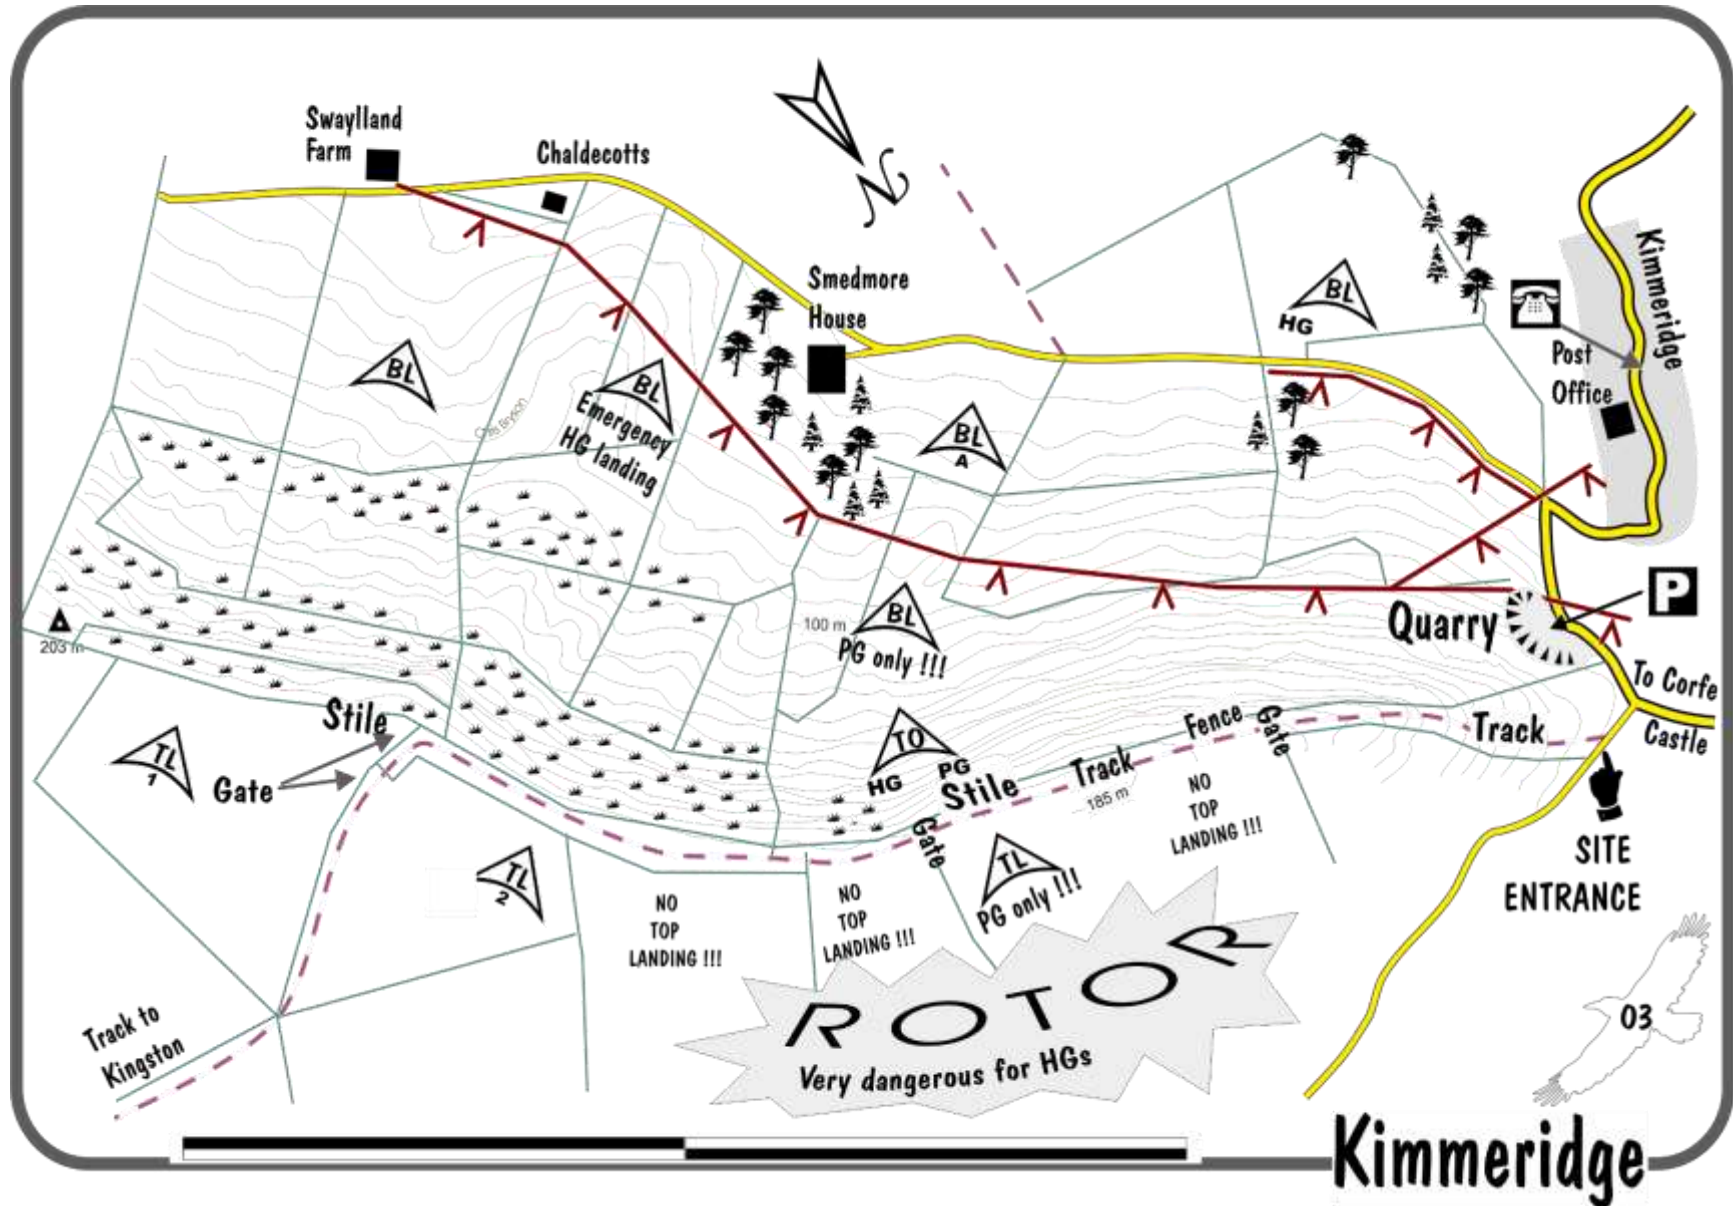 Swaylland
Farm
Chaldecotts
N
Smedmore
House
Kimmeridge
BL
HG
Post
Office
BL
BL
Emergency
HG landing
Chris Bryson
BL
A
P
Quarry
100 m
BL
PG only !!!
203 m
To Corfe
Castle
Stile
Gate
TL
1
TO
HG
PG
Stile
Track
Fence
Gate
Track
185 m
NO
TOP
LANDING !!!
Gate
TL
PG only !!!
TL
2
NO
TOP
LANDING !!!
NO
TOP
LANDING !!!
SITE
ENTRANCE
ROTOR
Very dangerous for HGs
03
Track to
Kingston
Kimmeridge